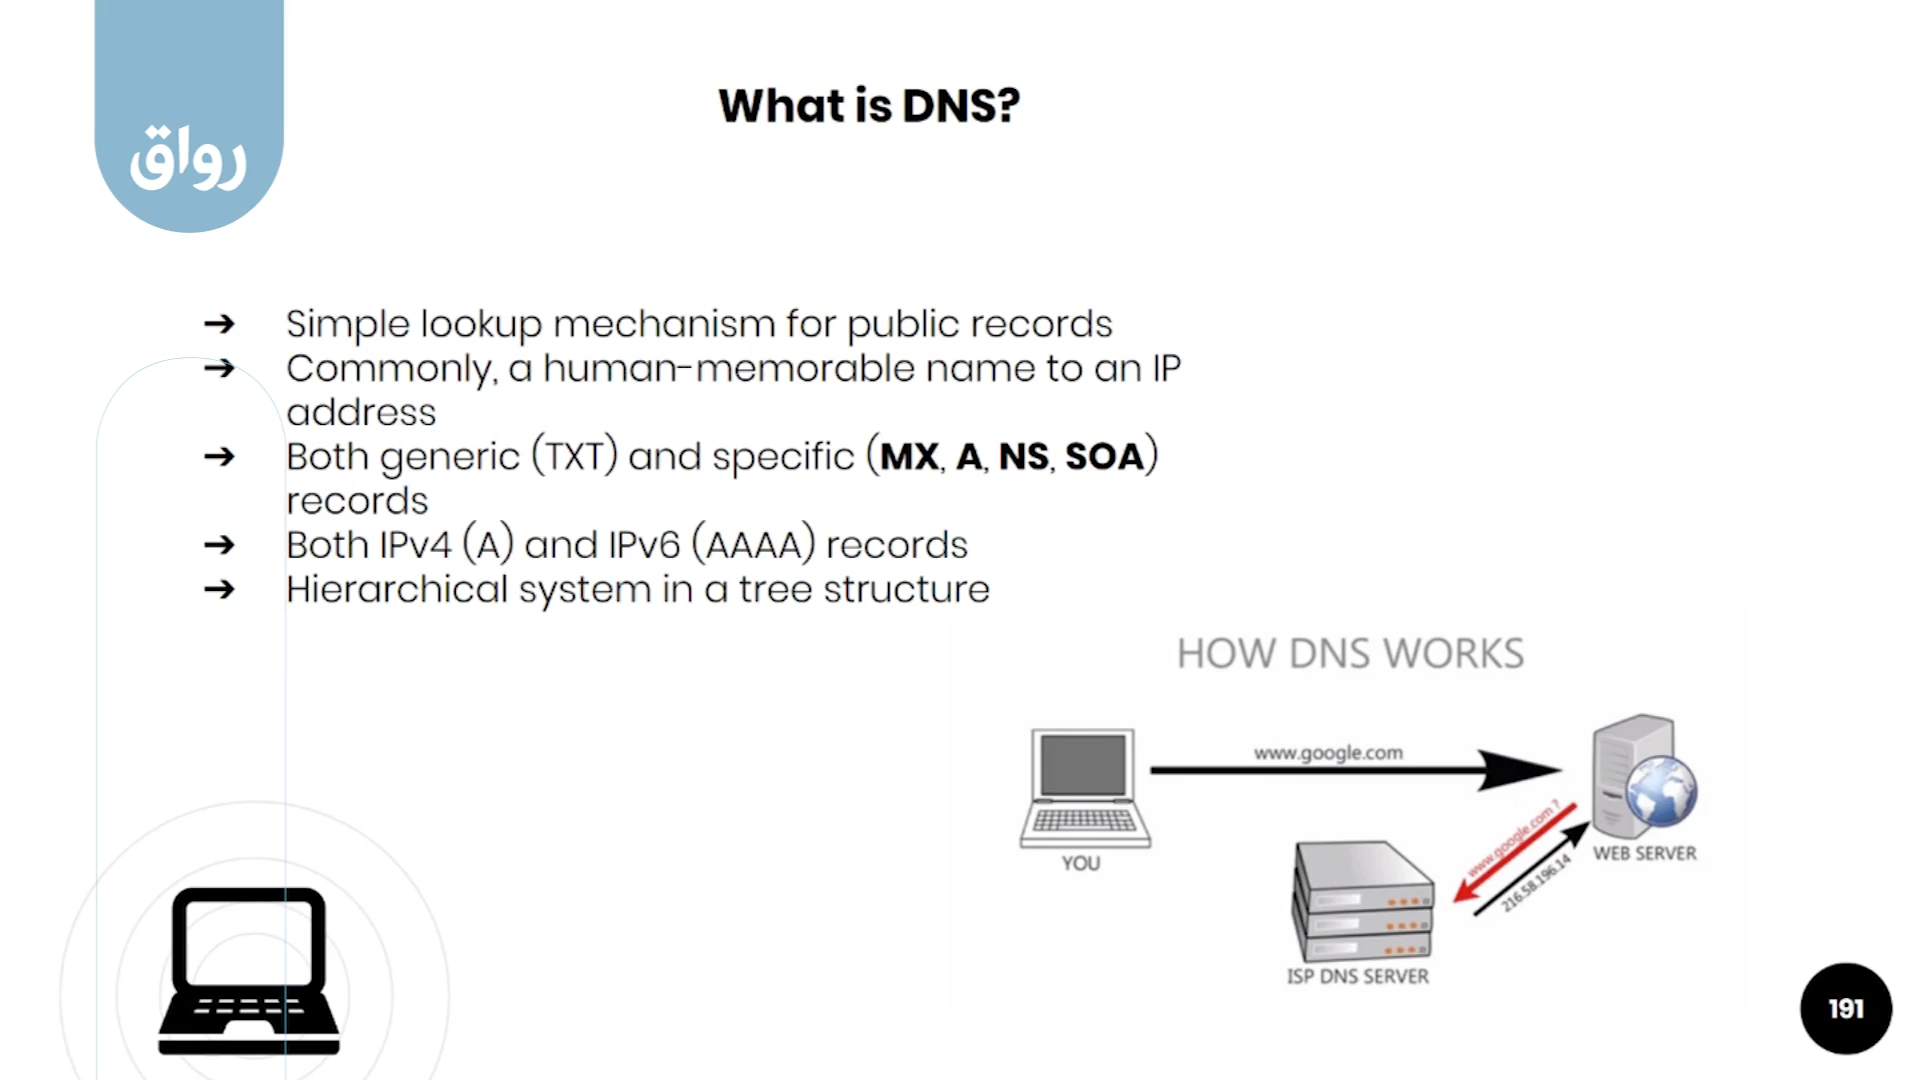 رواق
What is DNS?
➔ Simple lookup mechanism for public records
➔ Commonly, a human-memorable name to an IP
address
➔ Both generic (TXT) and specific (MX, A, NS, SOA)
records
➔ Both IPv4 (A) and IPv6 (AAAA) records
➔ Hierarchical system in a tree structure
HOW DNS WORKS
www.google.com
YOU
www.google.com ?
216.58.196.14
WEB SERVER
ISP DNS SERVER
191